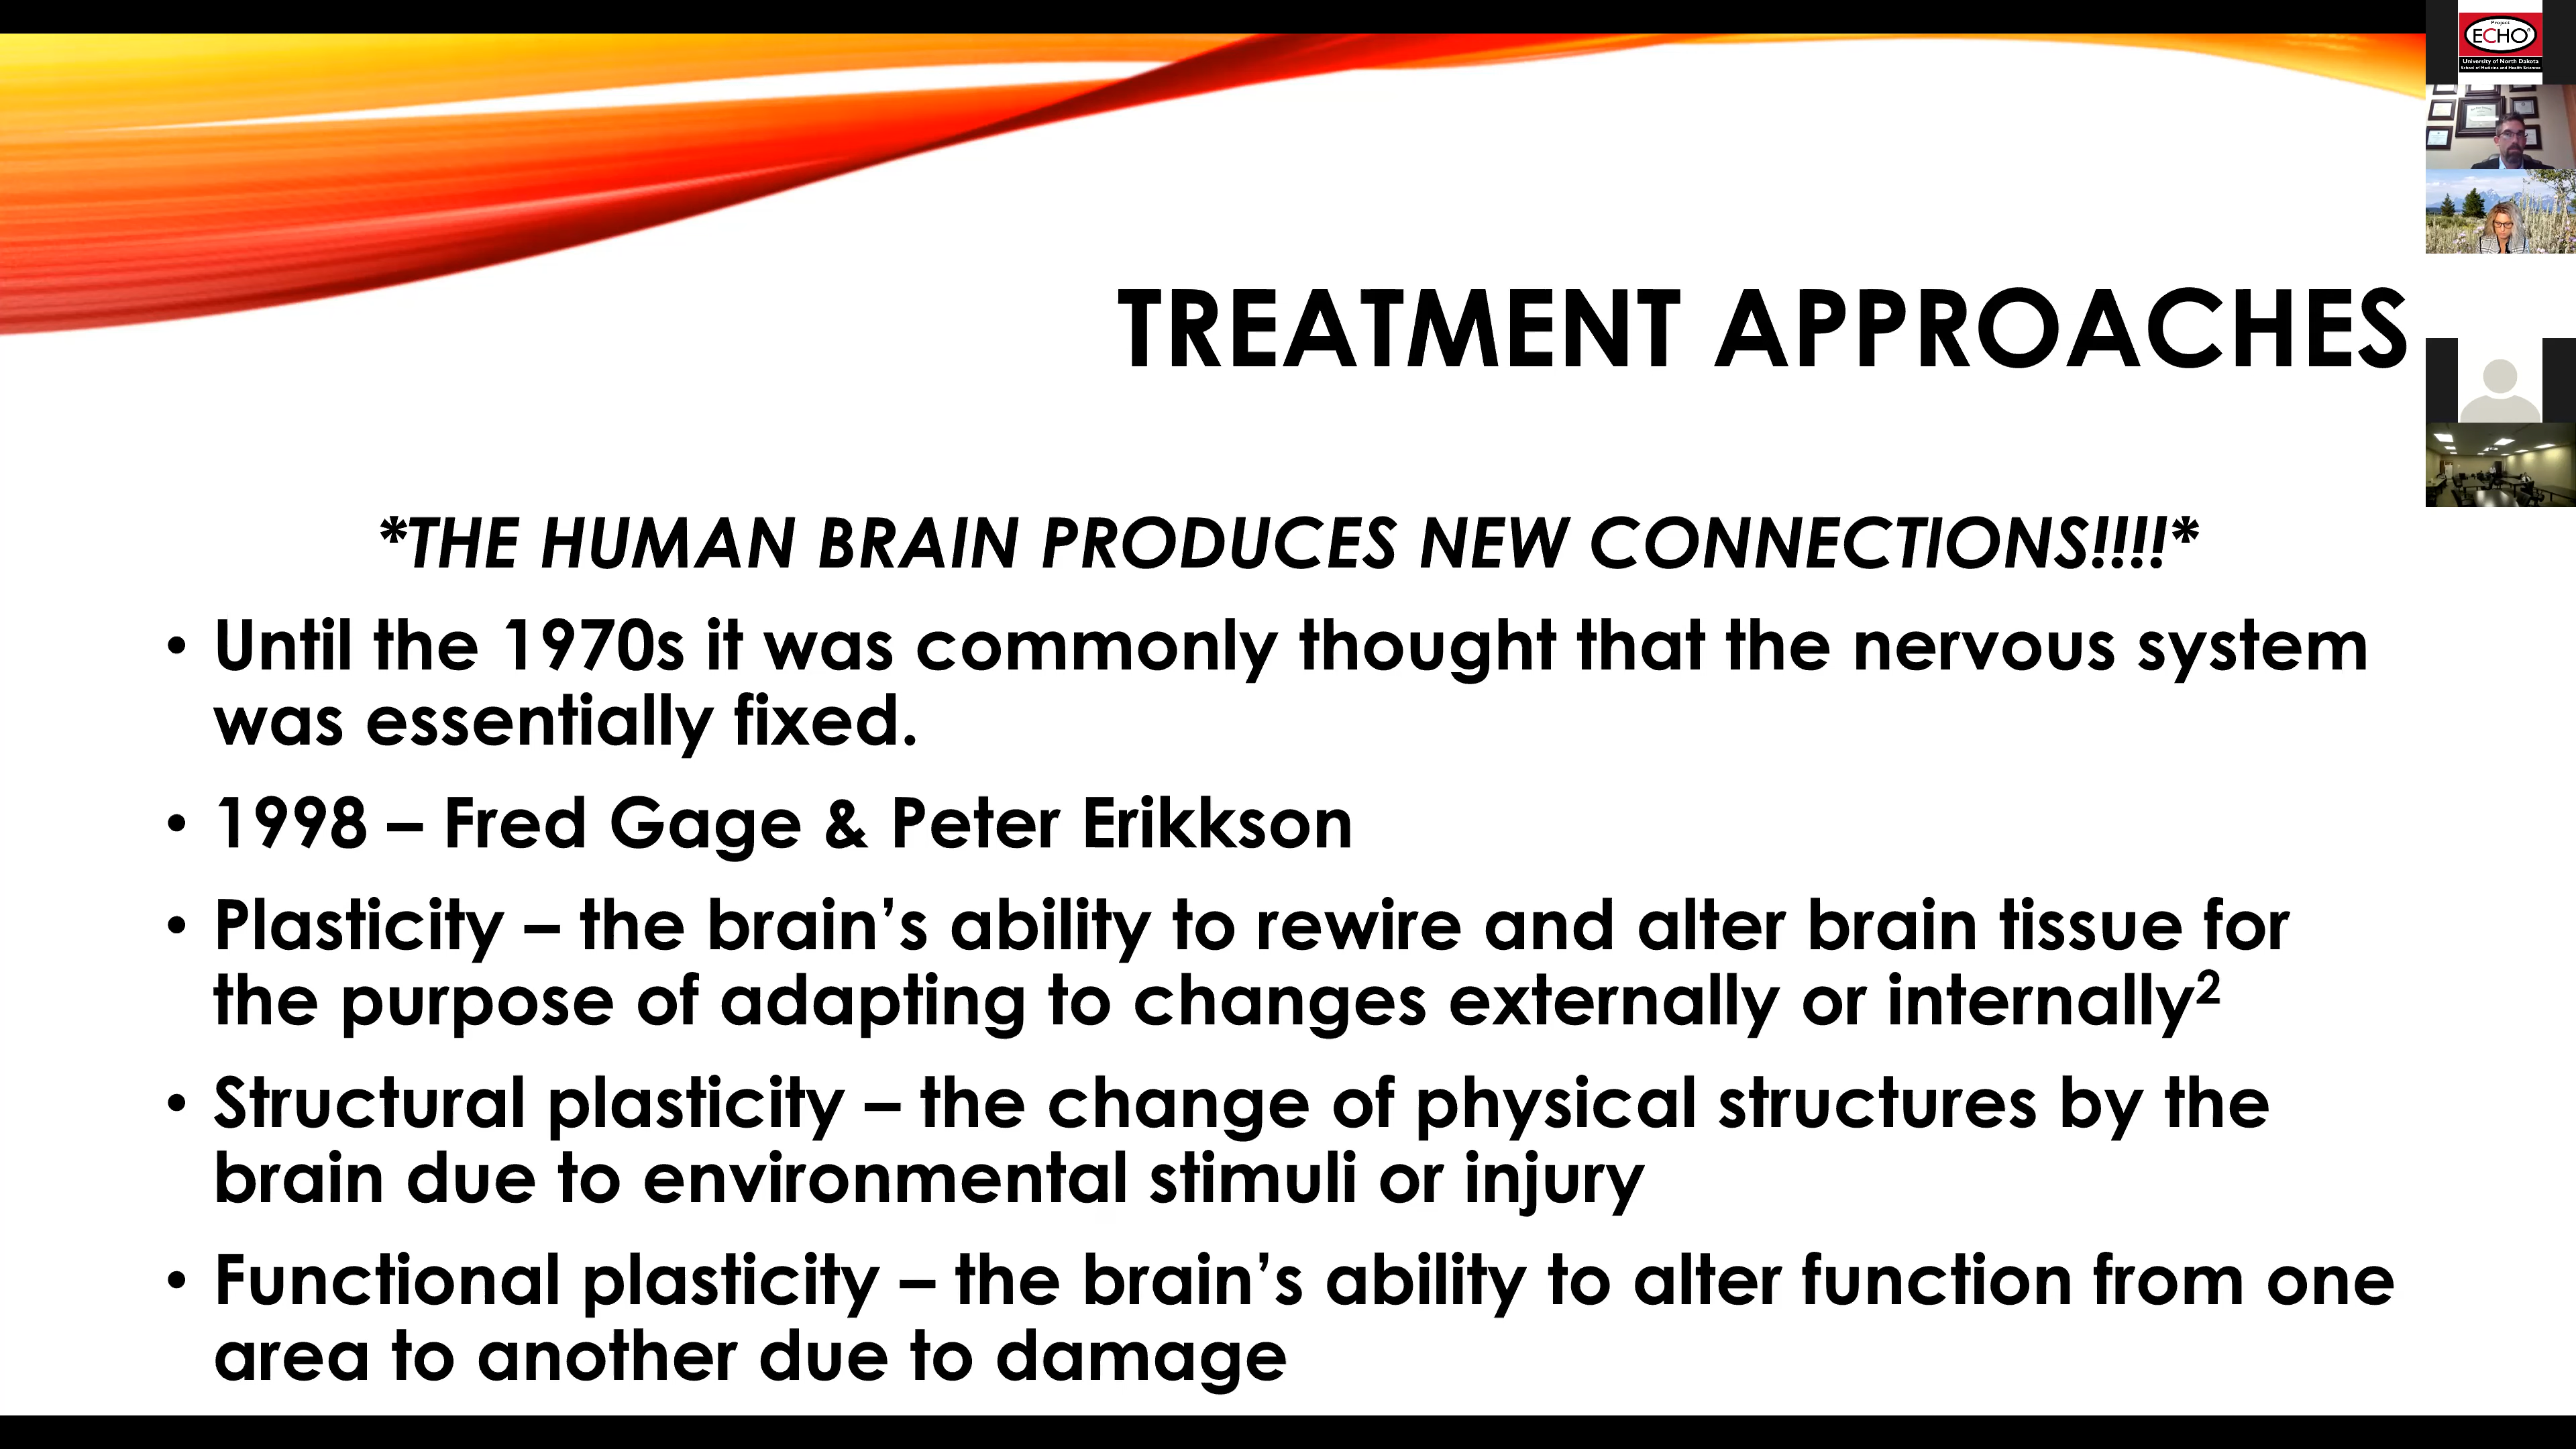 Project
ECHO®
University of North Dakota
School of Medicine and Health Sciences
TREATMENT APPROACHES
*THE HUMAN BRAIN PRODUCES NEW CONNECTIONS!!!!*
• Until the 1970s it was commonly thought that the nervous system
was essentially fixed.
• 1998 – Fred Gage & Peter Erikkson
• Plasticity – the brain’s ability to rewire and alter brain tissue for
the purpose of adapting to changes externally or internally²
• Structural plasticity – the change of physical structures by the
brain due to environmental stimuli or injury
• Functional plasticity – the brain’s ability to alter function from one
area to another due to damage